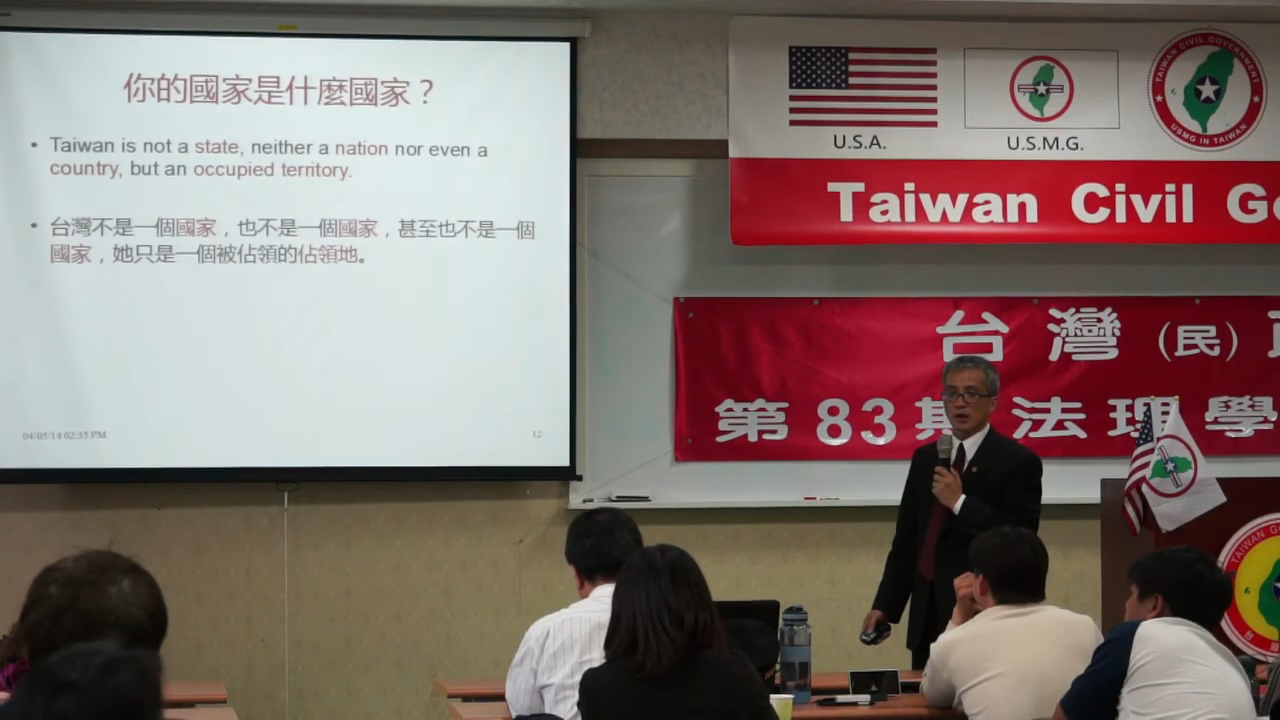 你的國家是什麼國家？
• Taiwan is not a state, neither a nation nor even a
country, but an occupied territory.
• 台灣不是一個國家，也不是一個國家，甚至也不是一個
國家，她只是一個被佔領的佔領地。
04/05/14 02:35 PM
12
U.S.A.
U.S.M.G.
TAIWAN CIVIL GOVERNMENT
USMG IN TAIWAN
Taiwan Civil Go
台灣（民）
第83期法理學
TAIWAN